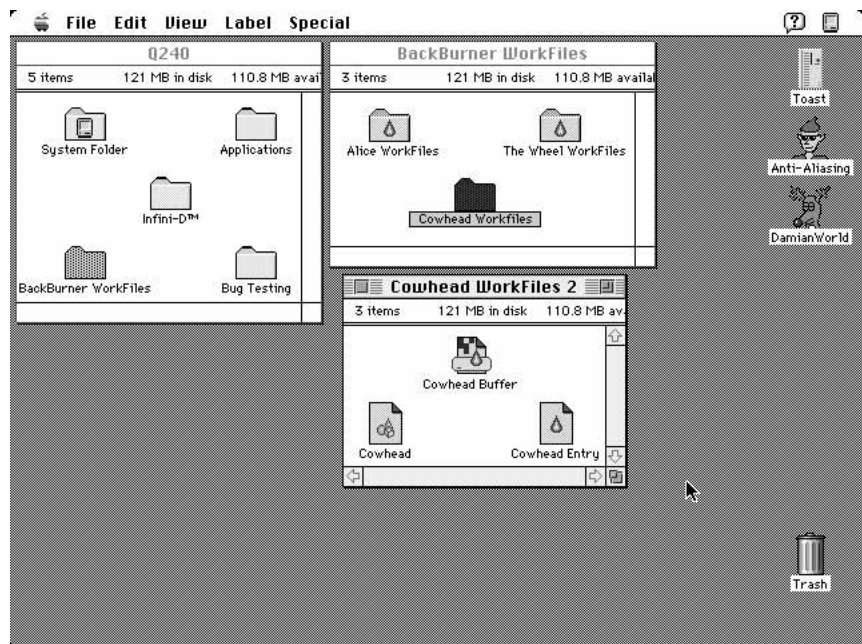 File Edit View Label Special
Q240
5 items 121 MB in disk 110.8 MB avai
System Folder
Applications
Infini-D™
BackBurner WorkFiles
Bug Testing
BackBurner WorkFiles
3 items 121 MB in disk 110.8 MB availal
Alice WorkFiles
The Wheel WorkFiles
Cowhead Workfiles
Cowhead WorkFiles 2
3 items 121 MB in disk 110.8 MB av
Cowhead Buffer
Cowhead
Cowhead Entry
Toast
Anti-Aliasing
DamianWorld
Trash